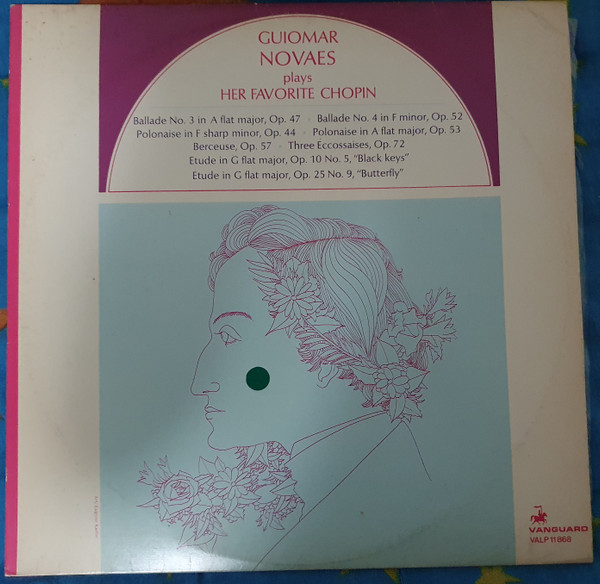 GUIOMAR
NOVAES
plays
HER FAVORITE CHOPIN
Ballade No. 3 in A flat major, Op. 47 · Ballade No. 4 in F minor, Op. 52
Polonaise in F sharp minor, Op. 44 · Polonaise in A flat major, Op. 53
Berceuse, Op. 57 · Three Eccossaises, Op. 72
Etude in G flat major, Op. 10 No. 5, “Black keys”
Etude in G flat major, Op. 25 No. 9, “Butterfly”
VANGUARD
VALP 11868